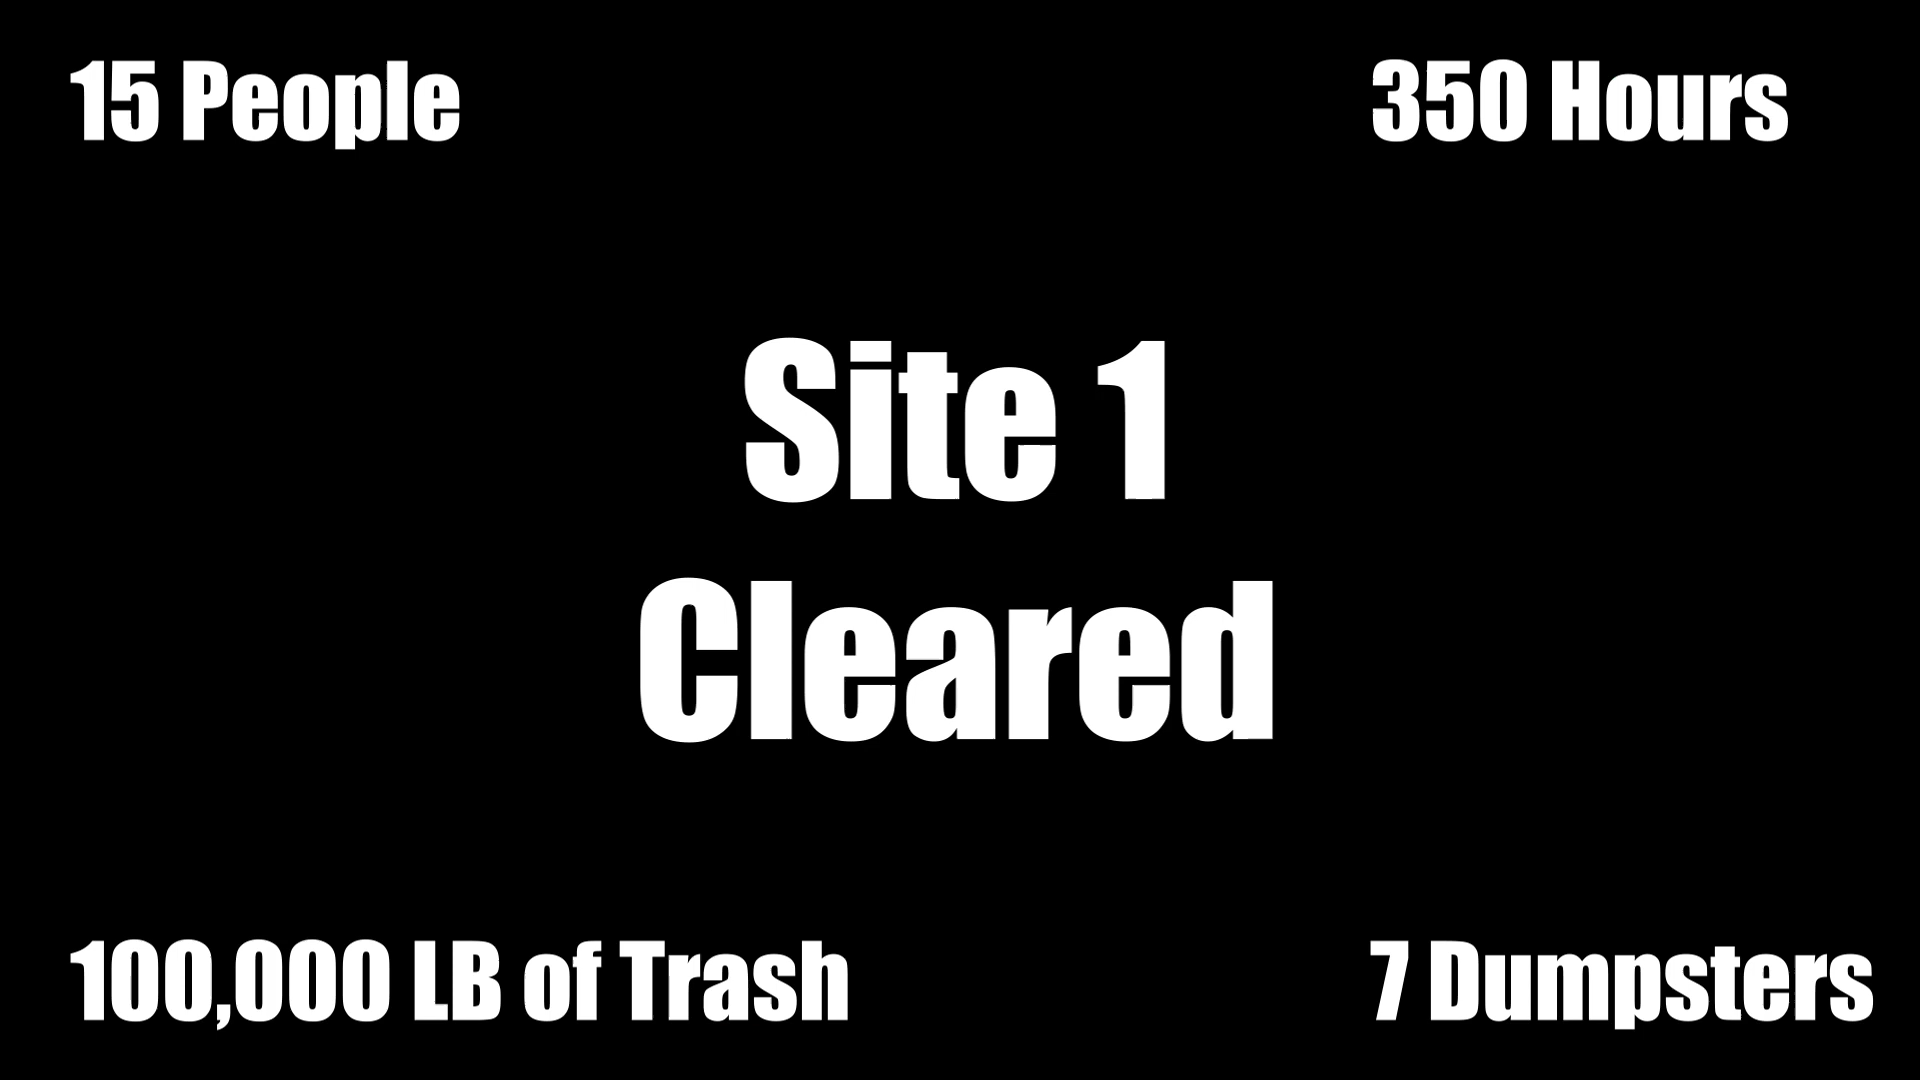 15 People
350 Hours
Site 1
Cleared
100,000 LB of Trash
7 Dumpsters